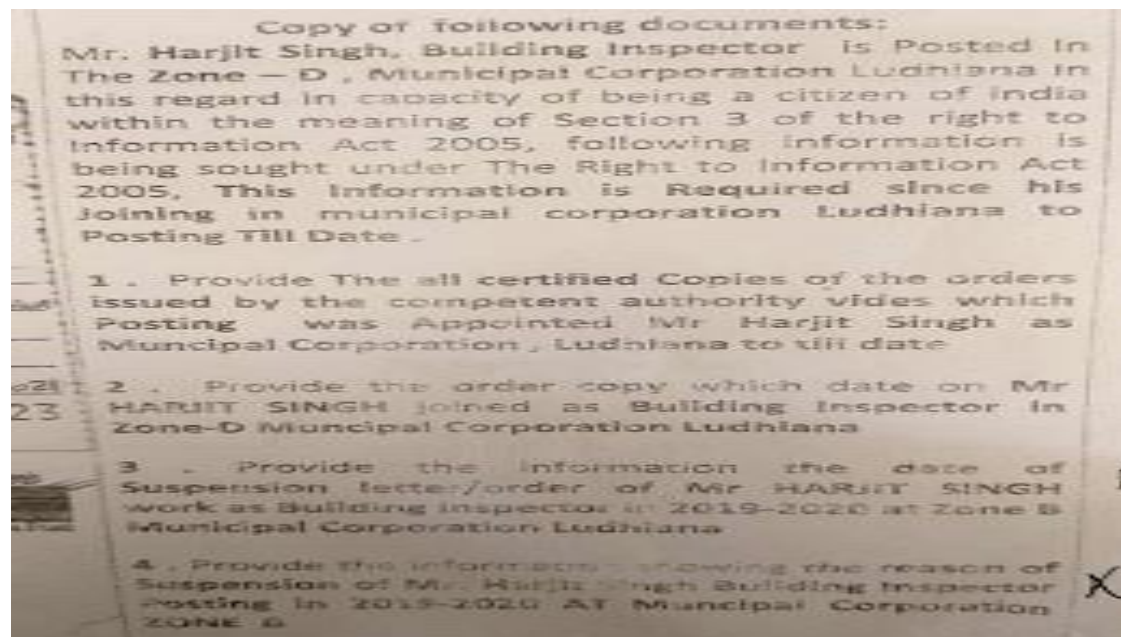 Copy of following documents:
Mr. Harjit Singh, Building Inspector is Posted In
The Zone – D , Municipal Corporation Ludhiana In
this regard in capacity of being a citizen of india
within the meaning of Section 3 of the right to
Information Act 2005, following information is
being sought under The Right to Information Act
2005, This Information is Required since his
Joining in municipal corporation Ludhiana to
Posting Till Date .
1 . Provide The all certified Copies of the orders
issued by the competent authority vides which
Posting was Appointed Mr Harjit Singh as
Muncipal Corporation , Ludhiana to till date
2 . Provide the order copy which date on Mr
HARJIT SINGH joined as Building Inspector in
Zone-D Muncipal Corporation Ludhiana
3 . Provide the information the date of
Suspension letter/order of Mr HARJIT SINGH
work as Building inspector in 2019-2020 at Zone B
Municipal Corporation Ludhiana
4 . Provide the information showing the reason of
Suspension of Mr. Harjit Singh Building Inspector
Posting in 2019-2020 AT Muncipal Corporation
ZONE
23